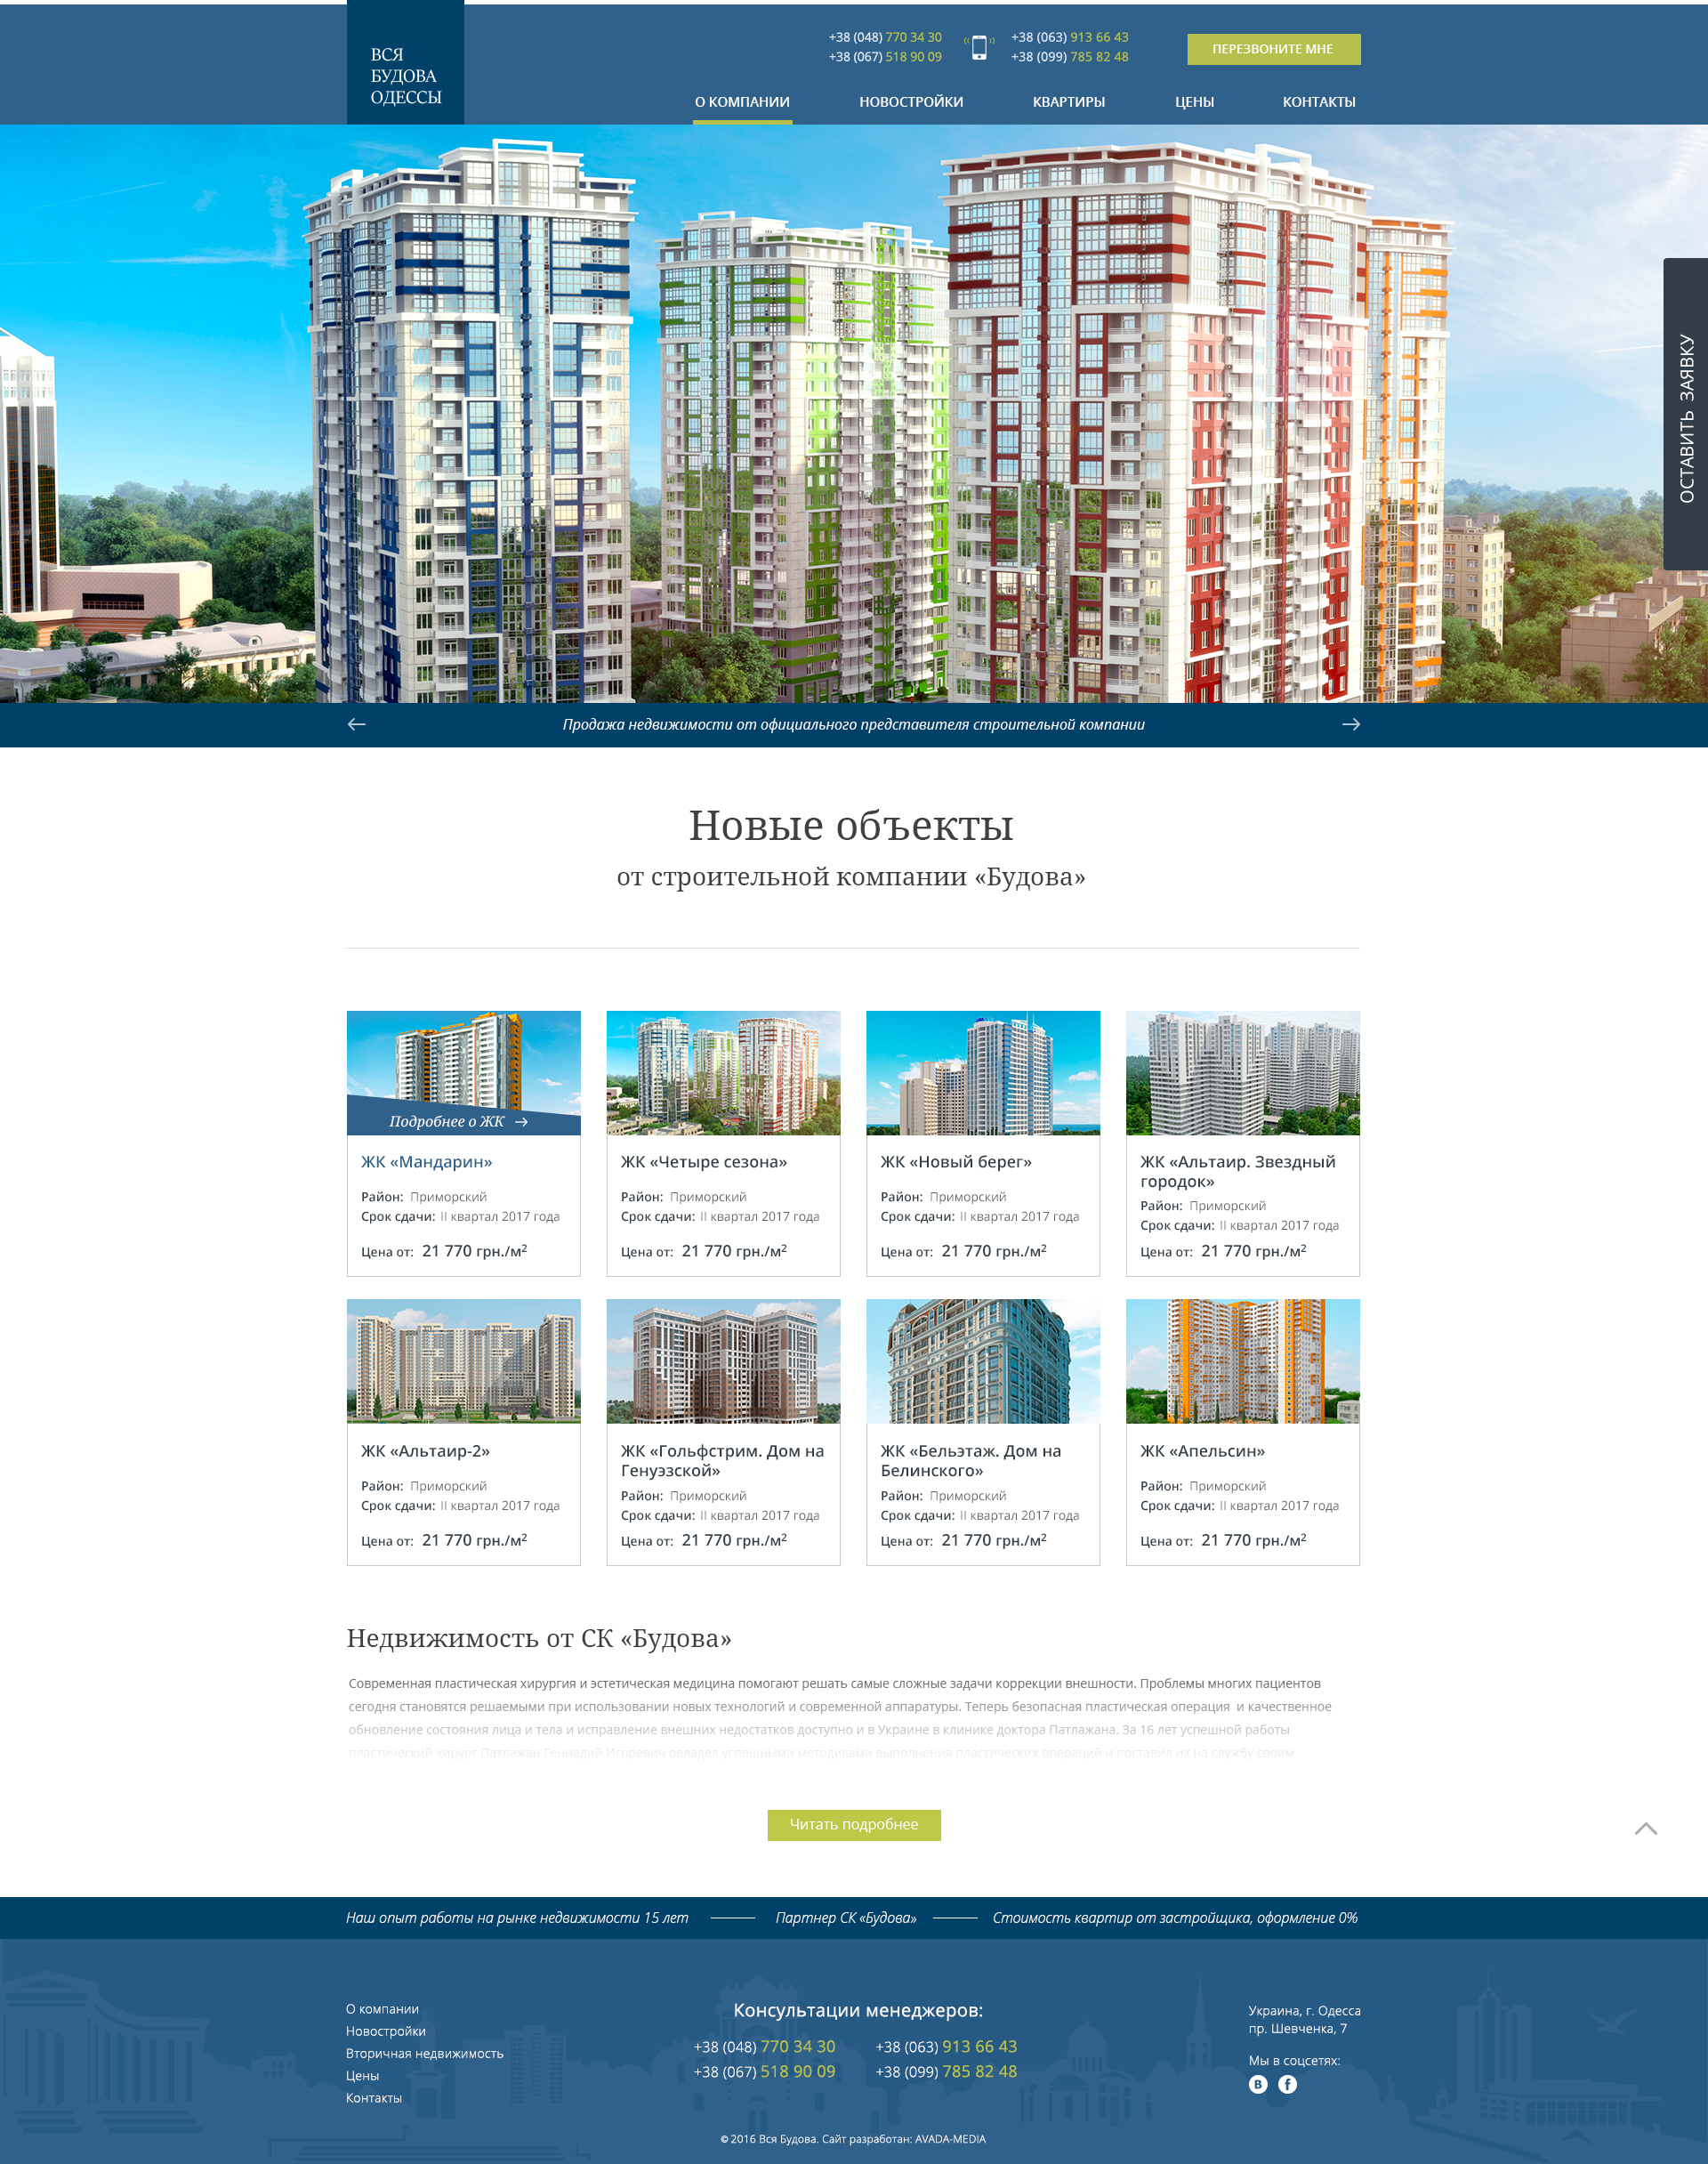 ВСЯ
БУДОВА
ОДЕССЫ
+38 (048) 770 34 30
+38 (067) 518 90 09
+38 (063) 913 66 43
+38 (099) 785 82 48
ПЕРЕЗВОНИТЕ МНЕ
О КОМПАНИИ
НОВОСТРОЙКИ
КВАРТИРЫ
ЦЕНЫ
КОНТАКТЫ
ОСТАВИТЬ ЗАЯВКУ
Продажа недвижимости от официального представителя строительной компании
Новые объекты
от строительной компании «Будова»
Подробнее о ЖК
ЖК «Мандарин»
Район: Приморский
Срок сдачи: II квартал 2017 года
Цена от: 21 770 грн./м²
ЖК «Четыре сезона»
Район: Приморский
Срок сдачи: II квартал 2017 года
Цена от: 21 770 грн./м²
ЖК «Новый берег»
Район: Приморский
Срок сдачи: II квартал 2017 года
Цена от: 21 770 грн./м²
ЖК «Альтаир. Звездный
городок»
Район: Приморский
Срок сдачи: II квартал 2017 года
Цена от: 21 770 грн./м²
ЖК «Альтаир-2»
Район: Приморский
Срок сдачи: II квартал 2017 года
Цена от: 21 770 грн./м²
ЖК «Гольфстрим. Дом на
Генуэзской»
Район: Приморский
Срок сдачи: II квартал 2017 года
Цена от: 21 770 грн./м²
ЖК «Бельэтаж. Дом на
Белинского»
Район: Приморский
Срок сдачи: II квартал 2017 года
Цена от: 21 770 грн./м²
ЖК «Апельсин»
Район: Приморский
Срок сдачи: II квартал 2017 года
Цена от: 21 770 грн./м²
Недвижимость от СК «Будова»
Современная пластическая хирургия и эстетическая медицина помогают решать самые сложные задачи коррекции внешности. Проблемы многих пациентов
сегодня становятся решаемыми при использовании новых технологий и современной аппаратуры. Теперь безопасная пластическая операция и качественное
обновление состояния лица и тела и исправление внешних недостатков доступно и в Украине в клинике доктора Патлажана. За 16 лет успешной работы
пластический хирург Патлажан Геннадий Игоревич овладел успешными методиками выполнения пластических операций и поставил их на службу своим
Читать подробнее
Наш опыт работы на рынке недвижимости 15 лет
Партнер СК «Будова»
Стоимость квартир от застройщика, оформление 0%
О компании
Новостройки
Вторичная недвижимость
Цены
Контакты
Консультации менеджеров:
+38 (048) 770 34 30
+38 (063) 913 66 43
+38 (067) 518 90 09
+38 (099) 785 82 48
Украина, г. Одесса
пр. Шевченка, 7
Мы в соцсетях:
© 2016 Вся Будова. Сайт разработан: AVADA-MEDIA